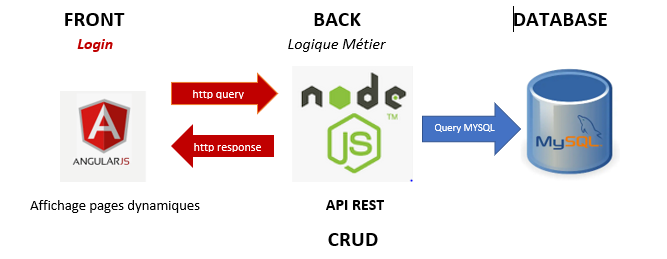 FRONT
BACK
DATABASE
Login
Logique Métier
http query
node
TM
JS
ANGULARJS
http response
Query MYSQL
MySQL
Affichage pages dynamiques
API REST
CRUD